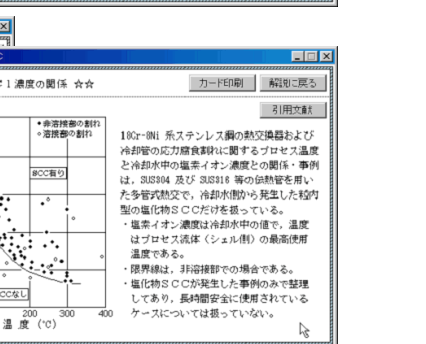 濃度の関係 ☆☆
カード印刷
解説に戻る
引用文献
• 非溶接部の割れ
○ 溶接部の割れ
SCC有り
CCなし
200 300 400
温 度 (℃)
18Cr-8Ni 系ステンレス鋼の熱交換器および
冷却管の応力腐食割れに関するプロセス温度
と冷却水中の塩素イオン濃度との関係・事例
は，SUS304 及び SUS316 等の伝熱管を用い
た多管式熱交で，冷却水側から発生した粒内
型の塩化物ＳＣＣだけを扱っている。
・塩素イオン濃度は冷却水中の値で，温度
はプロセス流体（シェル側）の最高使用
温度である。
・限界線は，非溶接部での場合である。
・塩化物ＳＣＣが発生した事例のみで整理
してあり，長時間安全に使用されている
ケースについては扱っていない。